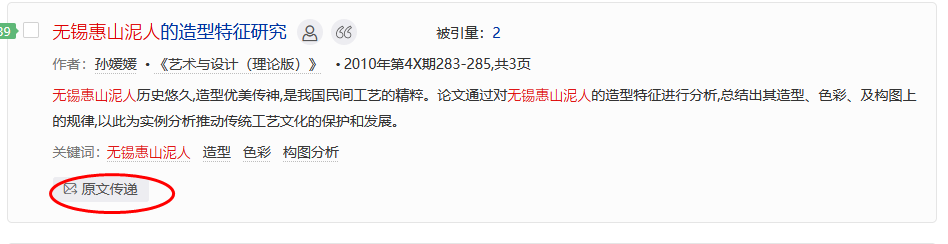 39
无锡惠山泥人的造型特征研究 被引量：2
作者： 孙媛媛 • 《艺术与设计（理论版）》 • 2010年第4X期283-285,共3页
无锡惠山泥人历史悠久,造型优美传神,是我国民间工艺的精粹。论文通过对无锡惠山泥人的造型特征进行分析,总结出其造型、色彩、及构图上
的规律,以此为实例分析推动传统工艺文化的保护和发展。
关键词： 无锡惠山泥人 造型 色彩 构图分析
原文传递